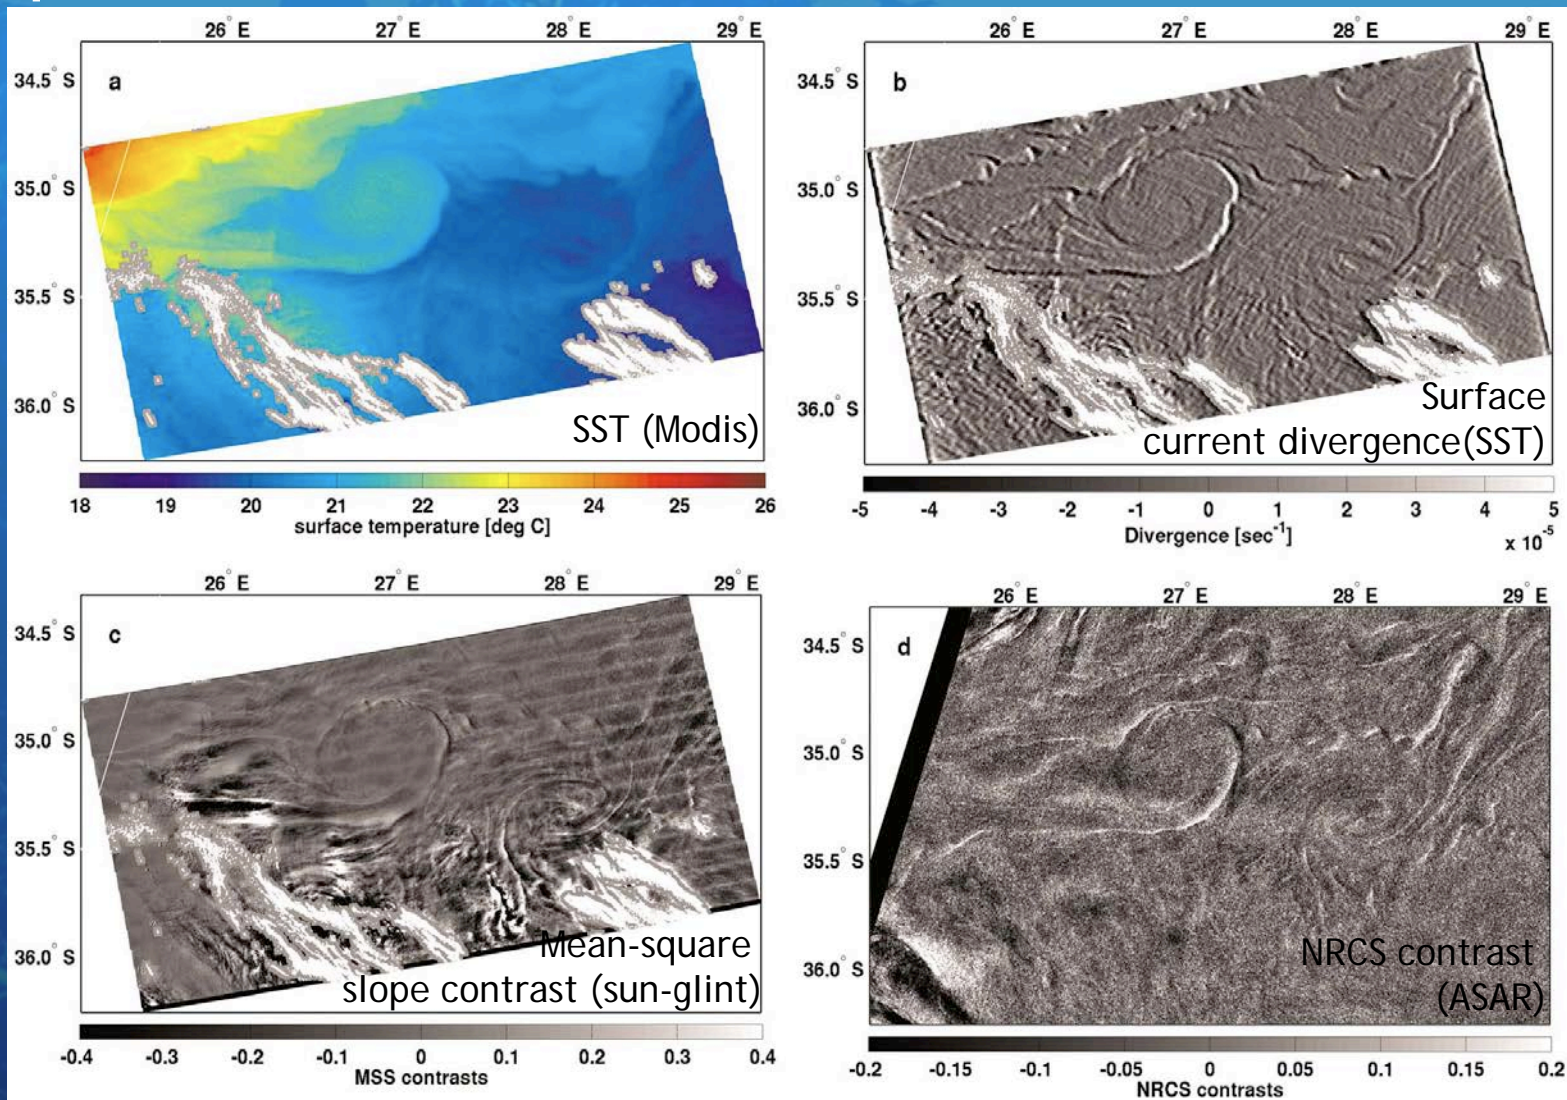 26° E 27° E 28° E 29° E
34.5° S
35.0° S
35.5° S
36.0° S
a
SST (Modis)
18 19 20 21 22 23 24 25 26
surface temperature [deg C]
26° E 27° E 28° E 29° E
34.5° S
35.0° S
35.5° S
36.0° S
b
Surface
current divergence(SST)
-5 -4 -3 -2 -1 0 1 2 3 4 5
Divergence [sec⁻¹]
x 10⁻⁵
26° E 27° E 28° E 29° E
34.5° S
35.0° S
35.5° S
36.0° S
c
Mean-square
slope contrast (sun-glint)
-0.4 -0.3 -0.2 -0.1 0 0.1 0.2 0.3 0.4
MSS contrasts
26° E 27° E 28° E 29° E
34.5° S
35.0° S
35.5° S
36.0° S
d
NRCS contrast
(ASAR)
-0.2 -0.15 -0.1 -0.05 0 0.05 0.1 0.15 0.2
NRCS contrasts